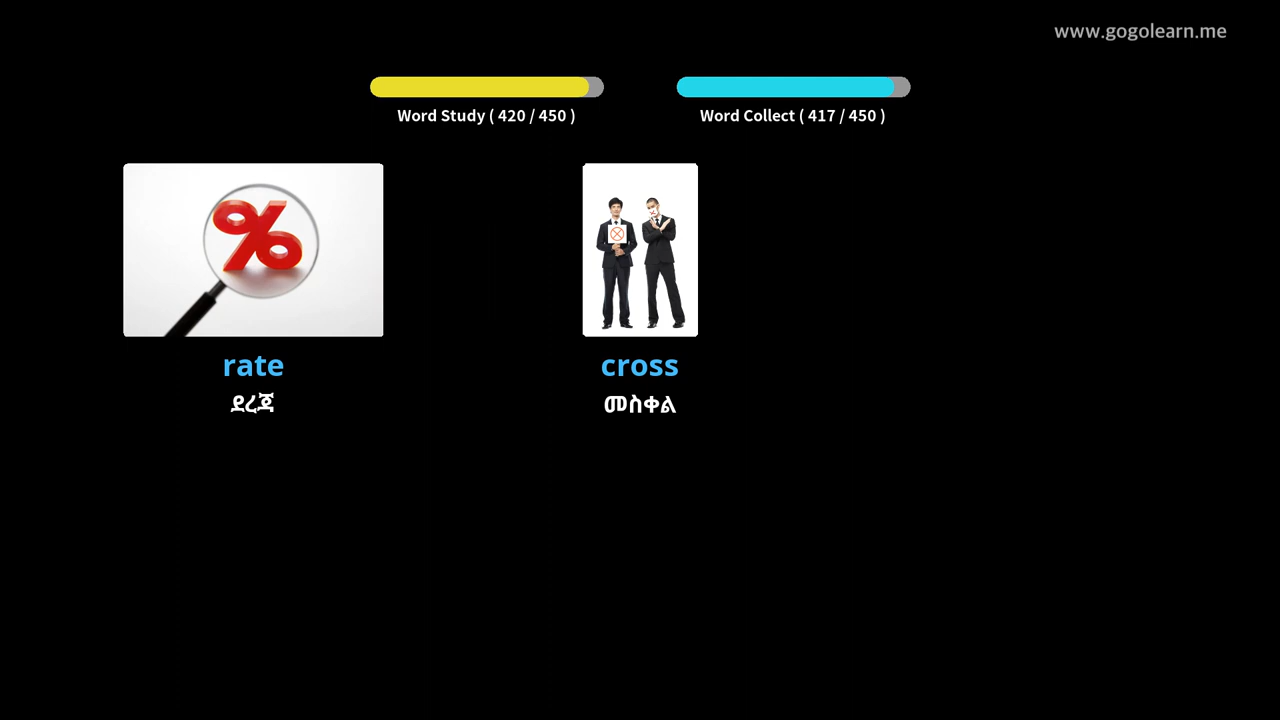 www.gogolearn.me
Word Study ( 420 / 450 )
Word Collect ( 417 / 450 )
%
rate
ደረጃ
cross
መስቀል